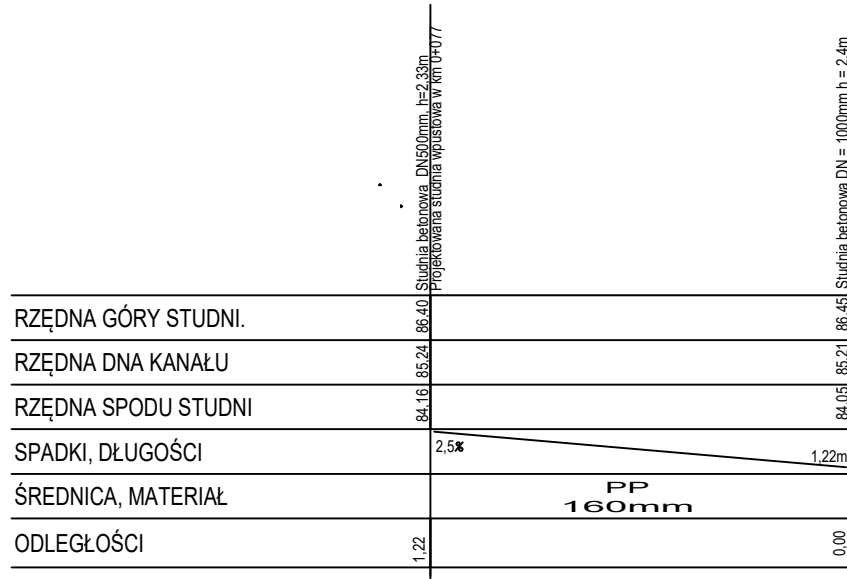 Studnia betonowa DN500mm, h=2,33m
Projektowana studnia wpustowa w km 0+077
Studnia betonowa DN = 1000mm h = 2,4m
RZĘDNA GÓRY STUDNI. 86,40 86,45
RZĘDNA DNA KANAŁU 85,24 85,21
RZĘDNA SPODU STUDNI 84,16 84,05
SPADKI, DŁUGOŚCI 2,5% 1,22m
ŚREDNICA, MATERIAŁ PP
160mm
ODLEGŁOŚCI 1,22 0,00